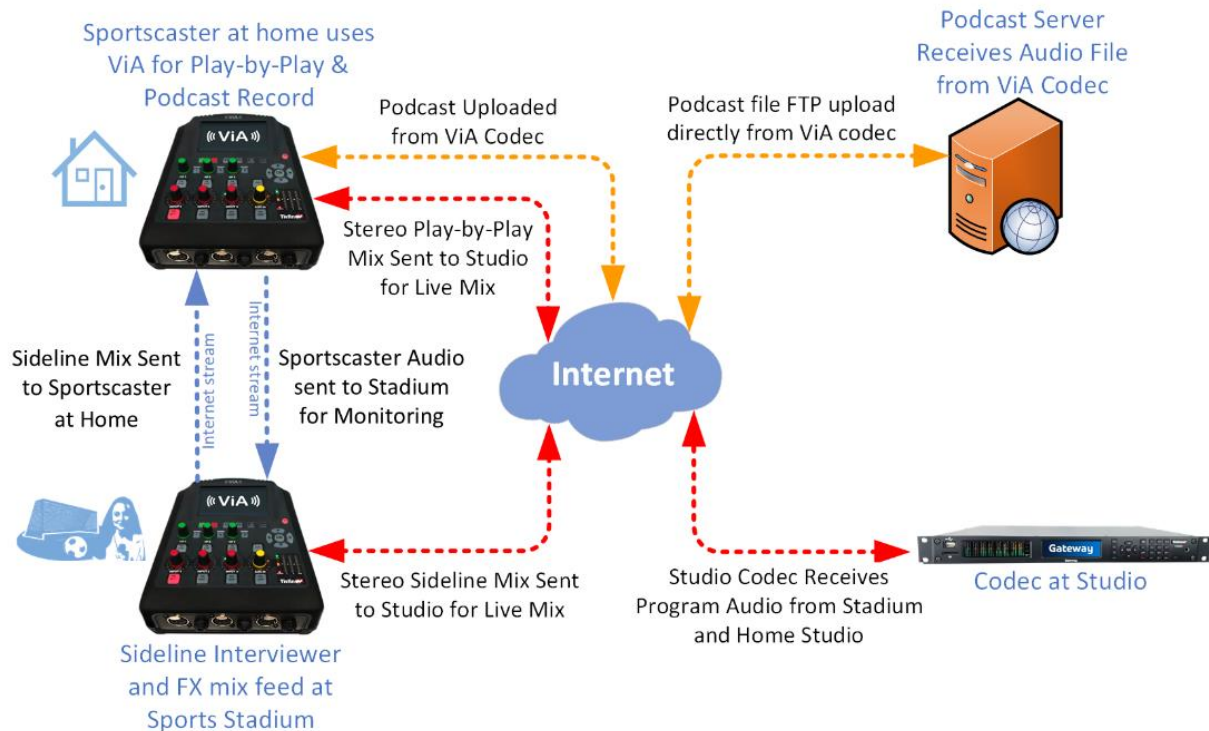 Sportscaster at home uses
ViA for Play-by-Play &
Podcast Record
Podcast Server
Receives Audio File
from ViA Codec
Podcast Uploaded
from ViA Codec
Podcast file FTP upload
directly from ViA codec
((ViA))
Tieline
Stereo Play-by-Play
Mix Sent to Studio
for Live Mix
Sideline Mix Sent
to Sportscaster
at Home
Internet stream
Internet stream
Sportscaster Audio
sent to Stadium
for Monitoring
Internet
((ViA))
Tieline
Stereo Sideline Mix Sent
to Studio for Live Mix
Studio Codec Receives
Program Audio from Stadium
and Home Studio
Gateway
Codec at Studio
Sideline Interviewer
and FX mix feed at
Sports Stadium